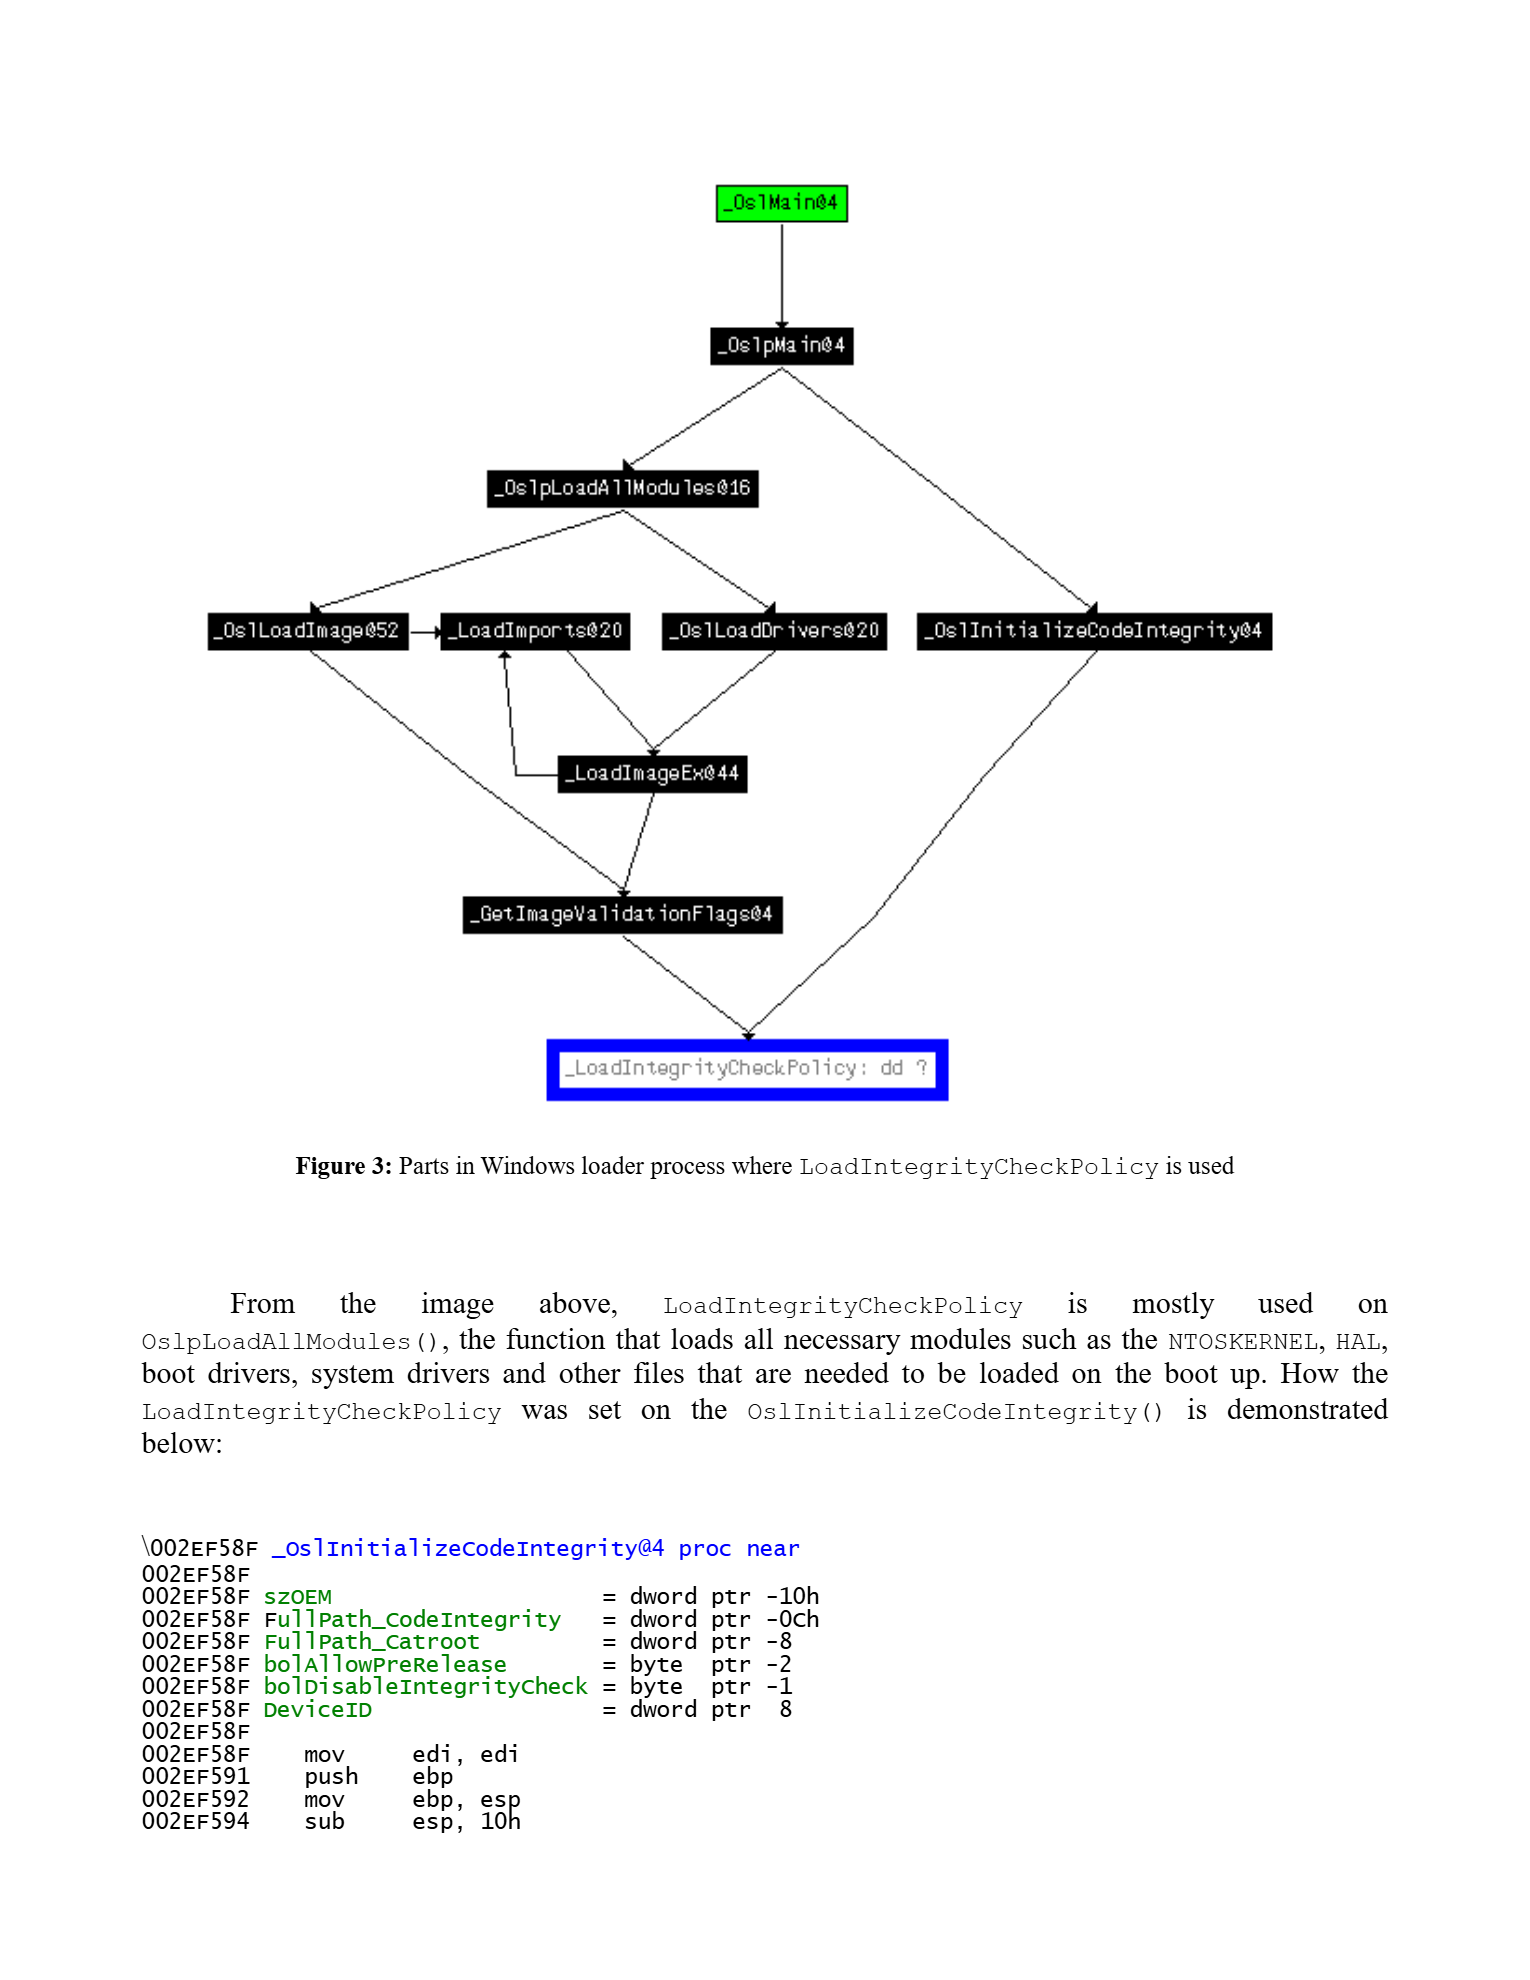 _OslMain@4
_OslpMain@4
_OslpLoadAllModules@16
_OslLoadImage@52 _LoadImports@20 _OslLoadDrivers@20 _OslInitializeCodeIntegrity@4
_LoadImageEx@44
_GetImageValidationFlags@4
_LoadIntegrityCheckPolicy: dd ?
Figure 3: Parts in Windows loader process where LoadIntegrityCheckPolicy is used
From the image above, LoadIntegrityCheckPolicy is mostly used on
OslpLoadAllModules(), the function that loads all necessary modules such as the NTOSKERNEL, HAL,
boot drivers, system drivers and other files that are needed to be loaded on the boot up. How the
LoadIntegrityCheckPolicy was set on the OslInitializeCodeIntegrity() is demonstrated
below:
\002EF58F _OslInitializeCodeIntegrity@4 proc near
002EF58F
002EF58F szOEM = dword ptr -10h
002EF58F FullPath_CodeIntegrity = dword ptr -0Ch
002EF58F FullPath_Catroot = dword ptr -8
002EF58F bolAllowPreRelease = byte ptr -2
002EF58F bolDisableIntegrityCheck = byte ptr -1
002EF58F DeviceID = dword ptr 8
002EF58F
002EF58F mov edi, edi
002EF591 push ebp
002EF592 mov ebp, esp
002EF594 sub esp, 10h